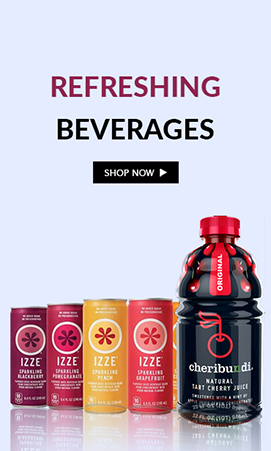 REFRESHING
BEVERAGES
SHOP NOW
IZZE
SPARKLING
BLACKBERRY
IZZE
SPARKLING
POMEGRANATE
IZZE
SPARKLING
PEACH
IZZE
SPARKLING
GRAPEFRUIT
ORIGINAL
cheribundi.
NATURAL
TART CHERRY JUICE